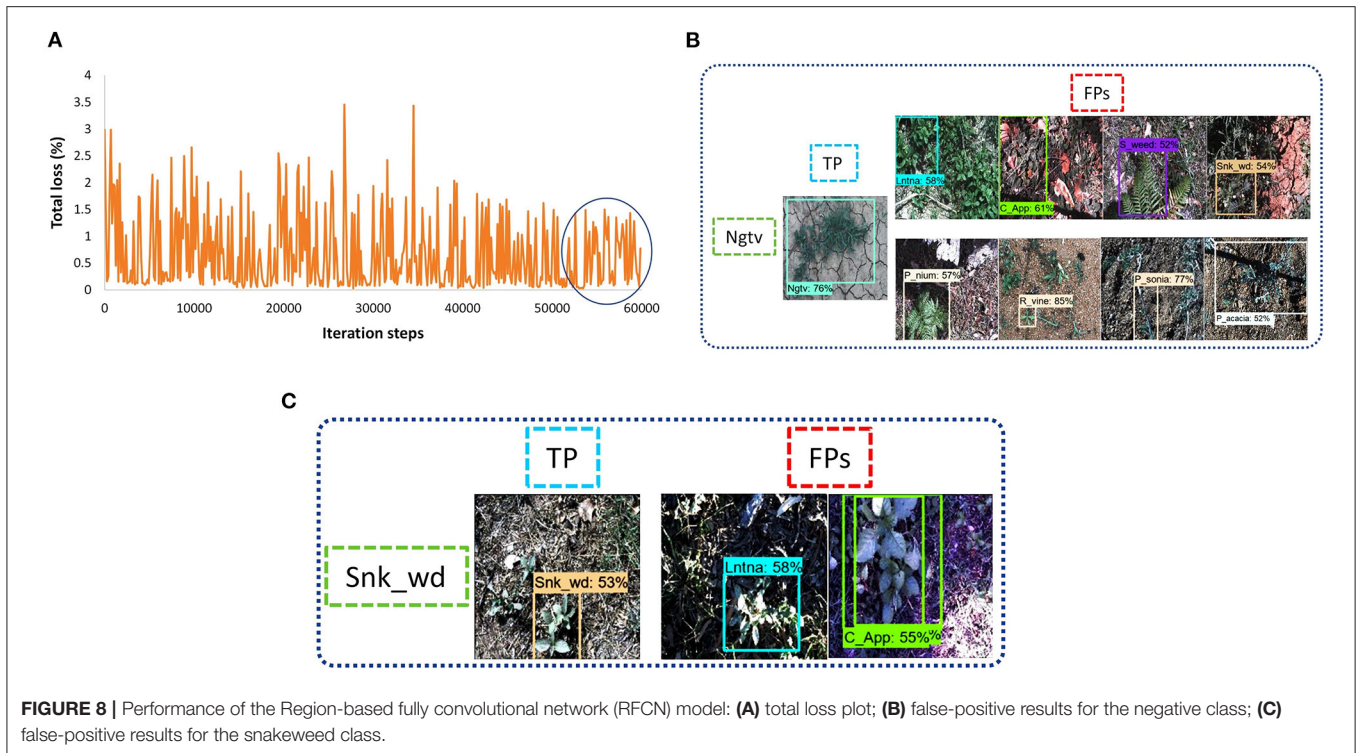 A
Total loss (%)
4
3.5
3
2.5
2
1.5
1
0.5
0
0 10000 20000 30000 40000 50000 60000
Iteration steps
B
FPs
TP
Ngtv
Ngtv: 76%
Lntna: 58%
C_App: 61%
S_weed: 52%
Snk_wd: 54%
P_nium: 57%
R_vine: 85%
P_sonia: 77%
P_acacia: 52%
C
TP
FPs
Snk_wd
Snk_wd: 53%
Lntna: 58%
C_App: 55%
%
FIGURE 8 | Performance of the Region-based fully convolutional network (RFCN) model: (A) total loss plot; (B) false-positive results for the negative class; (C)
false-positive results for the snakeweed class.